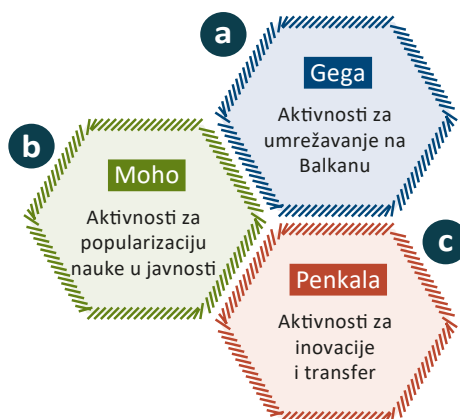 a
Gega
Aktivnosti za
umrežavanje na
Balkanu
b
Moho
Aktivnosti za
popularizaciju
nauke u javnosti
c
Penkala
Aktivnosti za
inovacije
i transfer